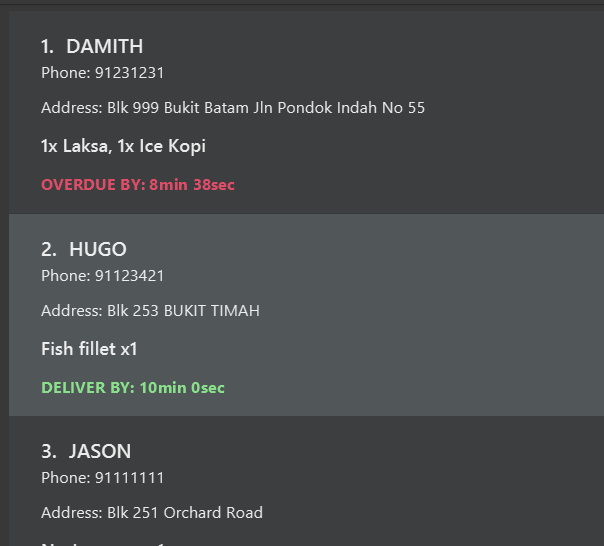 1. DAMITH
Phone: 91231231
Address: Blk 999 Bukit Batam Jln Pondok Indah No 55
1x Laksa, 1x Ice Kopi
OVERDUE BY: 8min 38sec
2. HUGO
Phone: 91123421
Address: Blk 253 BUKIT TIMAH
Fish fillet x1
DELIVER BY: 10min 0sec
3. JASON
Phone: 91111111
Address: Blk 251 Orchard Road